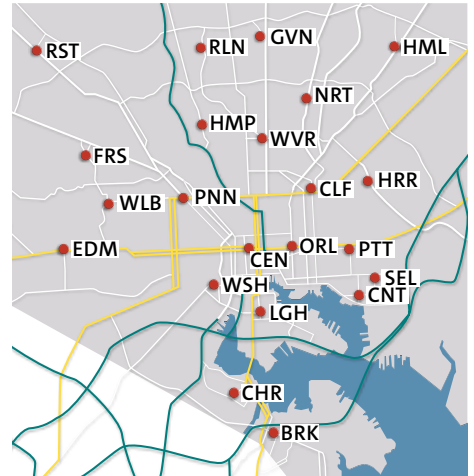 GVN
RST
RLN
HML
NRT
HMP
WVR
FRS
CLF
HRR
PNN
WLB
EDM
CEN
ORL
PTT
SEL
WSH
CNT
LGH
CHR
BRK